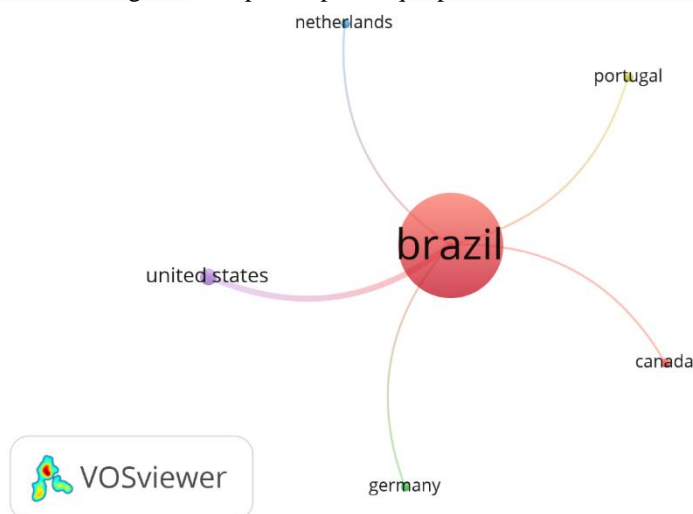 netherlands
portugal
brazil
united states
canada
germany
VOSviewer